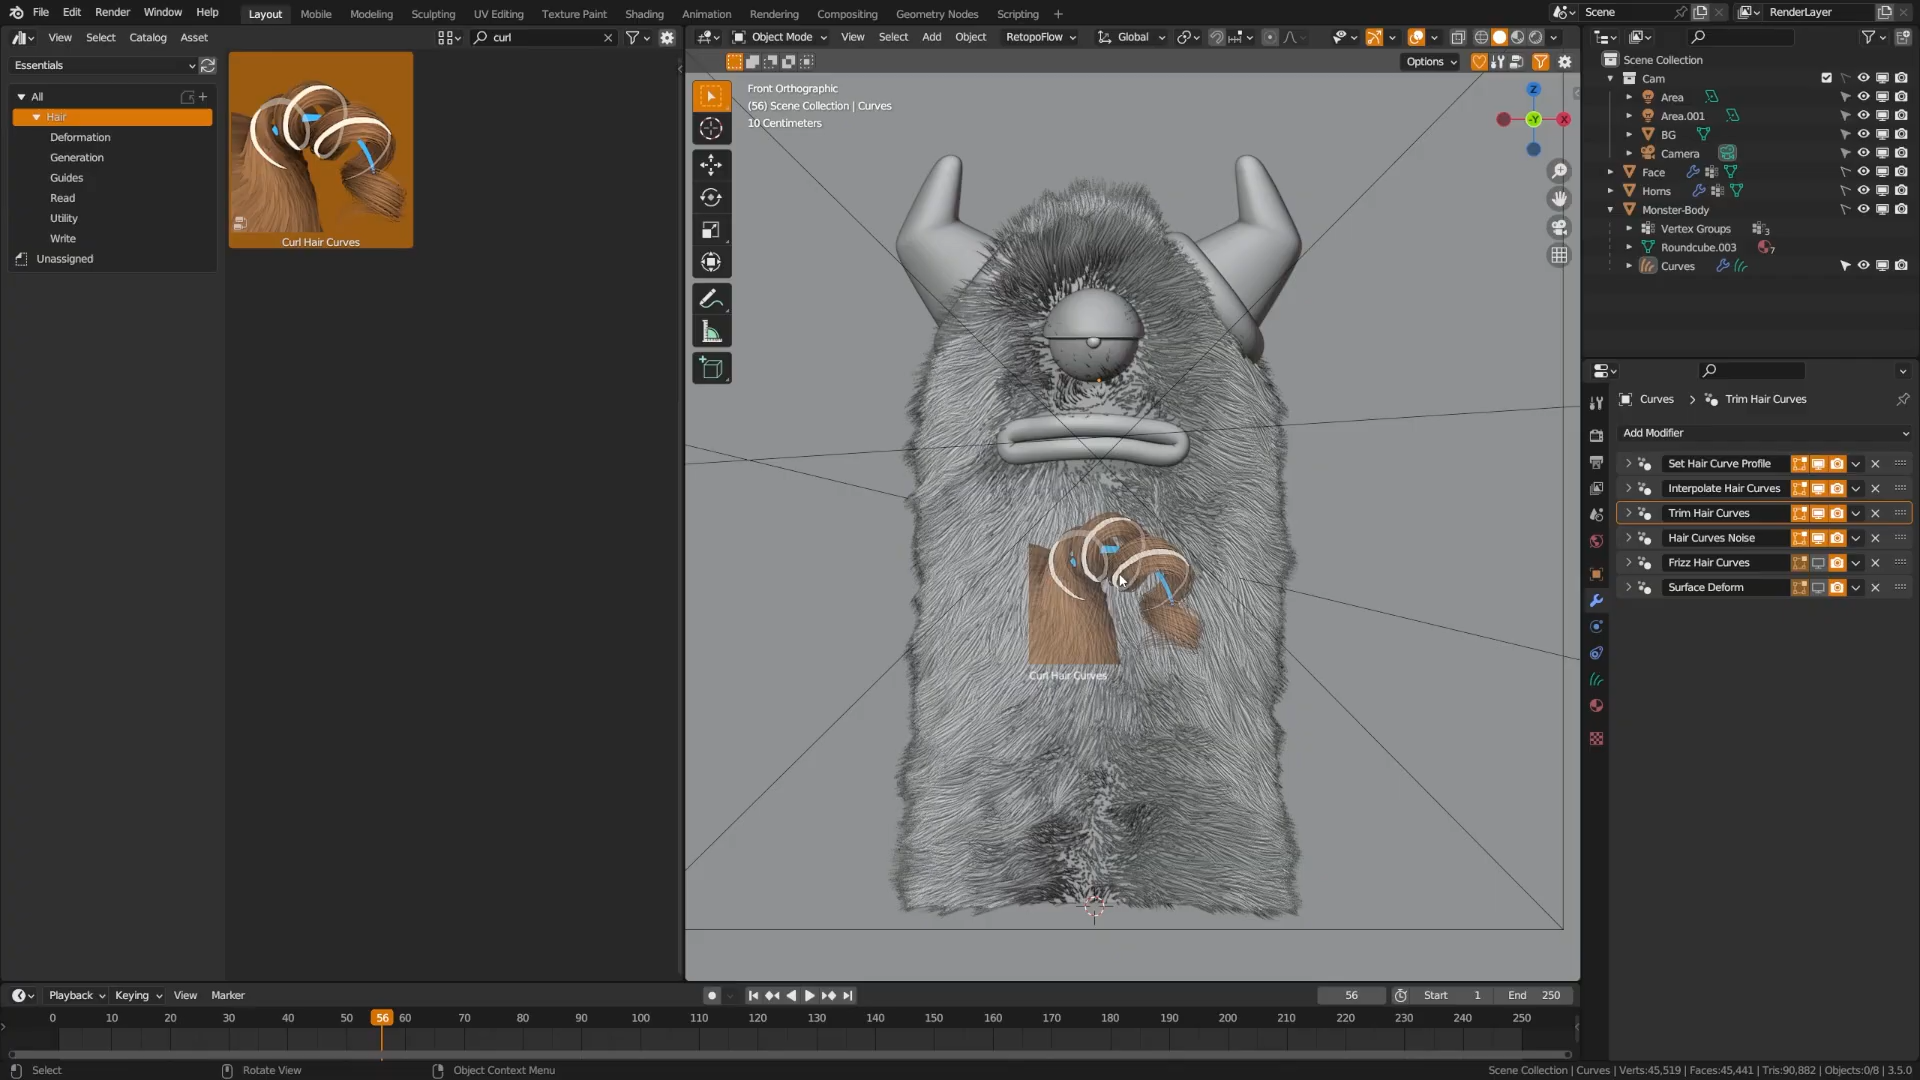 File Edit Render Window Help
Layout Mobile Modeling Sculpting UV Editing Texture Paint Shading Animation Rendering Compositing Geometry Nodes Scripting +
Scene
RenderLayer
View Select Catalog Asset
curl
Object Mode View Select Add Object RetopoFlow Global
Options
Essentials
All
Hair
Deformation
Generation
Guides
Read
Utility
Write
Unassigned
Curl Hair Curves
Front Orthographic
(56) Scene Collection | Curves
10 Centimeters
Z
-Y
X
Curl Hair Curves
Scene Collection
Cam
Area
Area.001
BG
Camera
Face
Horns
Monster-Body
Vertex Groups 3
Roundcube.003 7
Curves
Curves > Trim Hair Curves
Add Modifier
Set Hair Curve Profile
Interpolate Hair Curves
Trim Hair Curves
Hair Curves Noise
Frizz Hair Curves
Surface Deform
Playback Keying View Marker
56 Start 1 End 250
0 10 20 30 40 50 56 60 70 80 90 100 110 120 130 140 150 160 170 180 190 200 210 220 230 240 250
Select Rotate View Object Context Menu
Scene Collection | Curves | Verts:45,519 | Faces:45,441 | Tris:90,882 | Objects:0/8 | 3.5.0